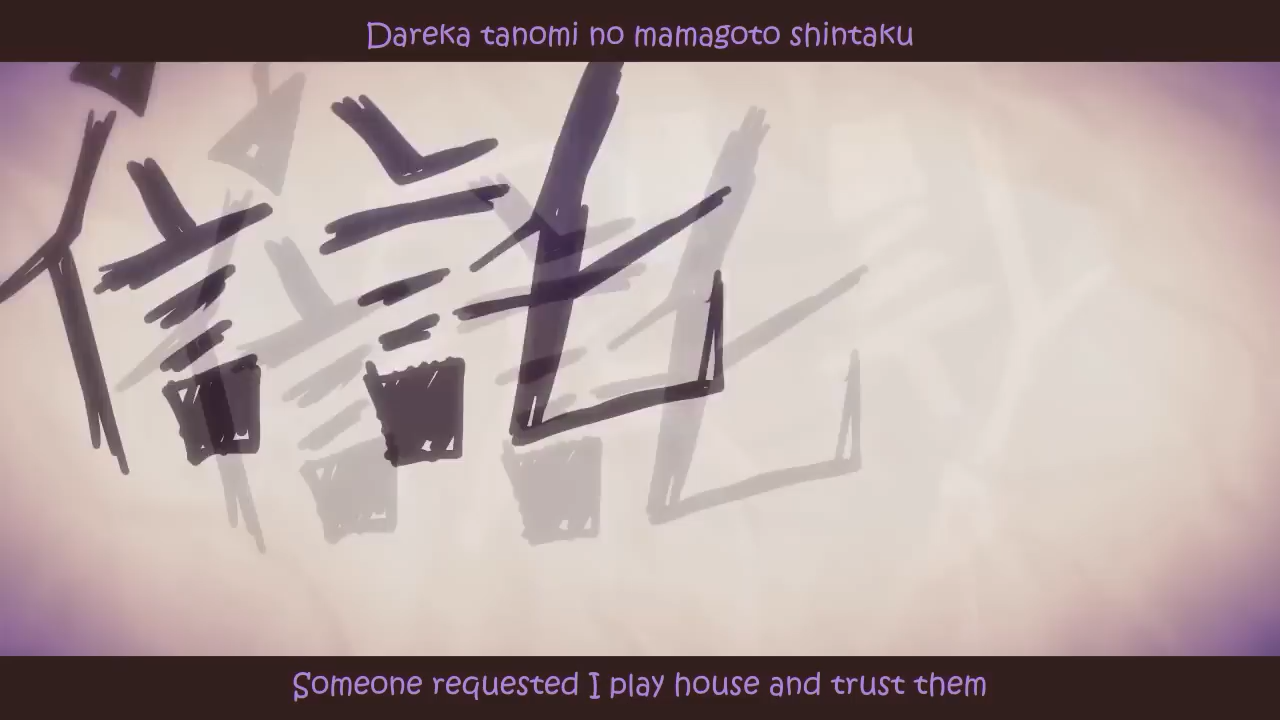 Dareka tanomi no mamagoto shintaku
信託
Someone requested I play house and trust them